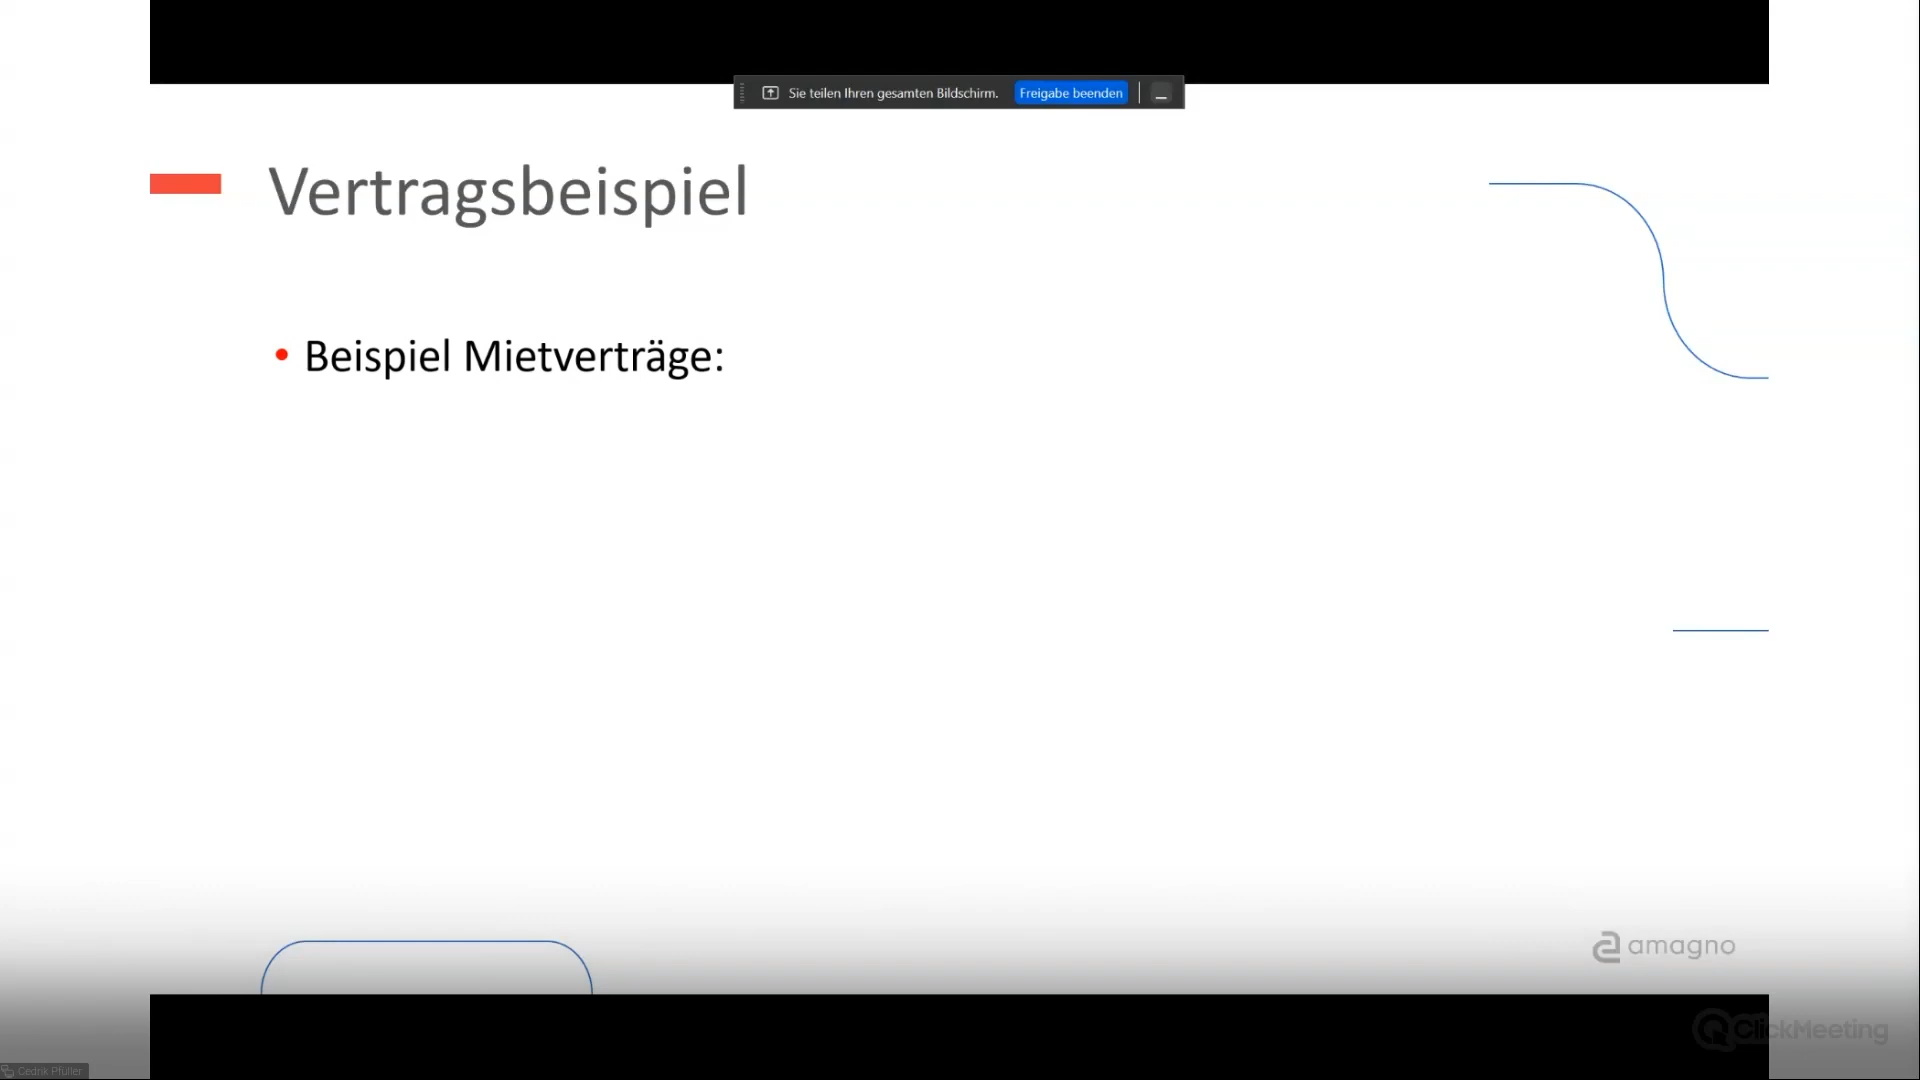 Sie teilen Ihren gesamten Bildschirm. Freigabe beenden
Vertragsbeispiel
• Beispiel Mietverträge:
amagno
ClickMeeting
Cedrik Pfüller